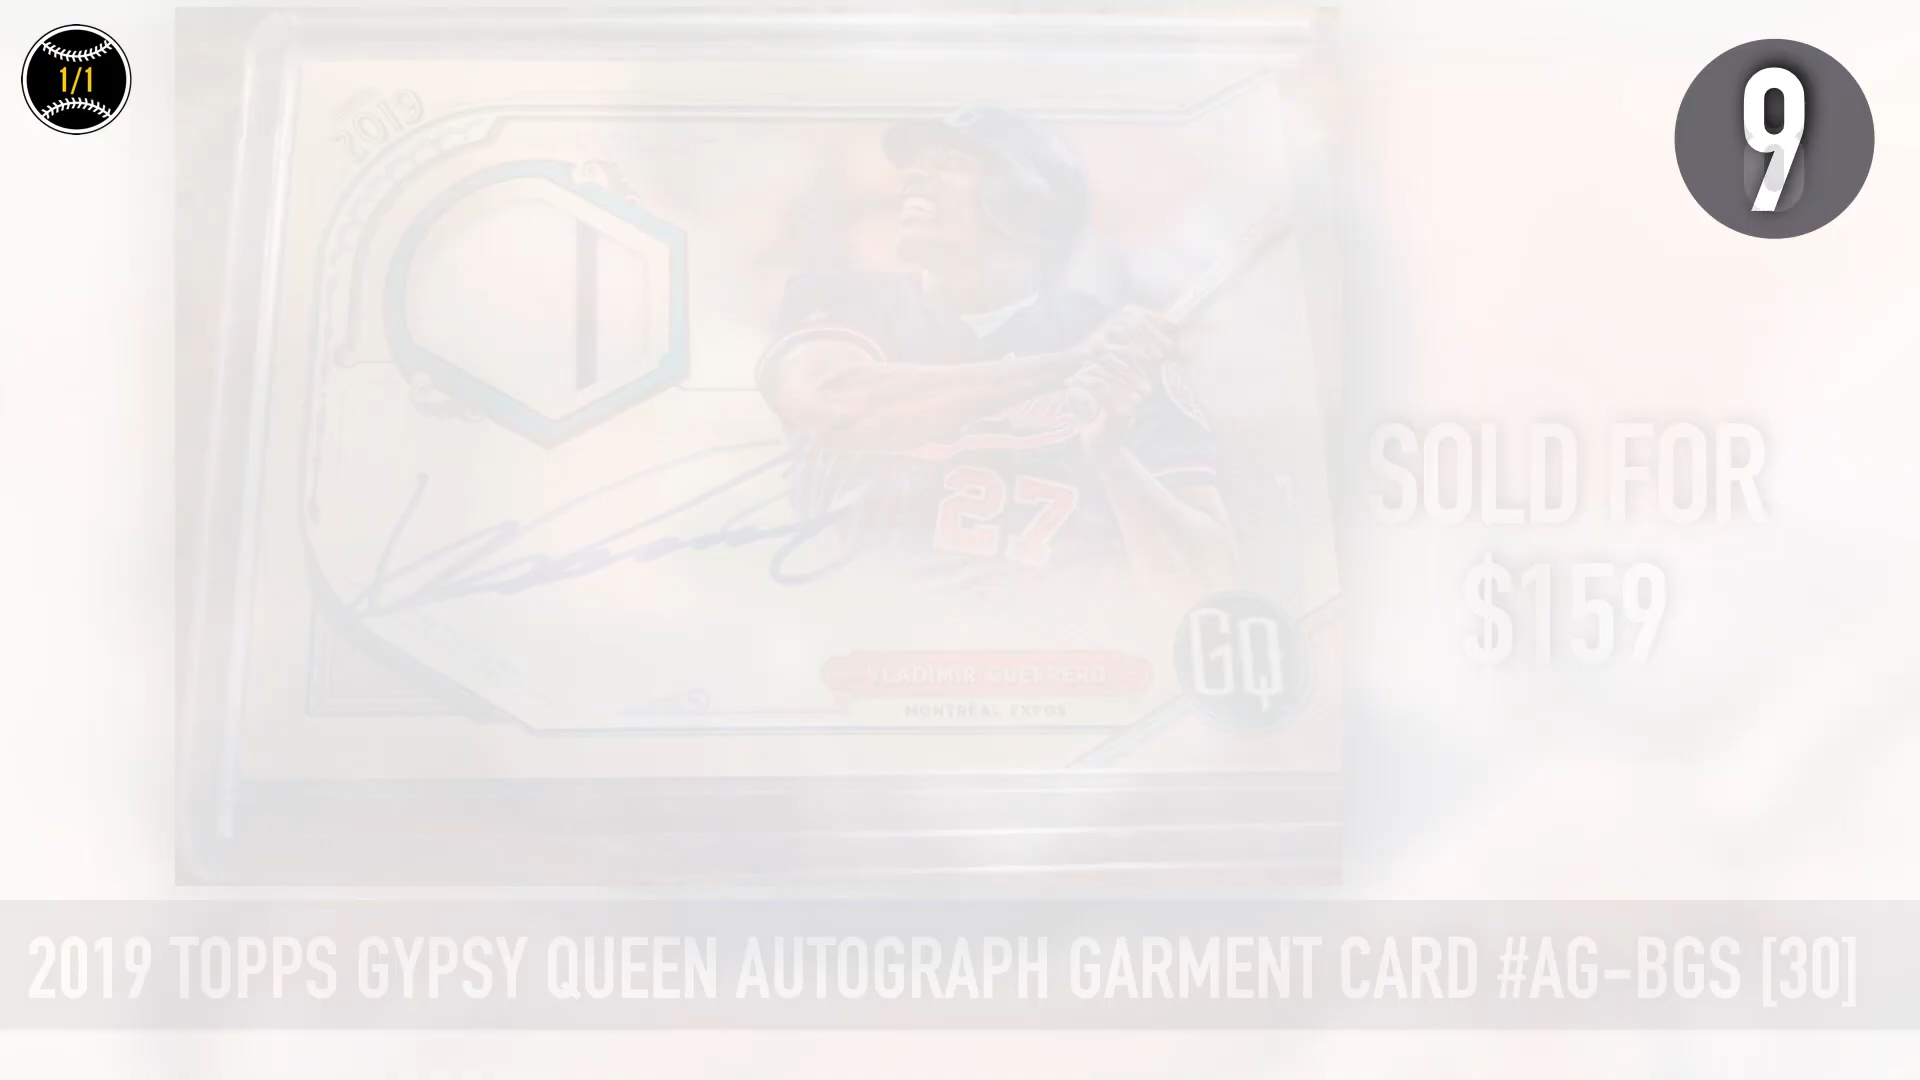 1/1
9
2019
27
VLADIMIR GUERRERO
MONTREAL EXPOS
GQ
SOLD FOR
$159
2019 TOPPS GYPSY QUEEN AUTOGRAPH GARMENT CARD #AG-BGS [30]